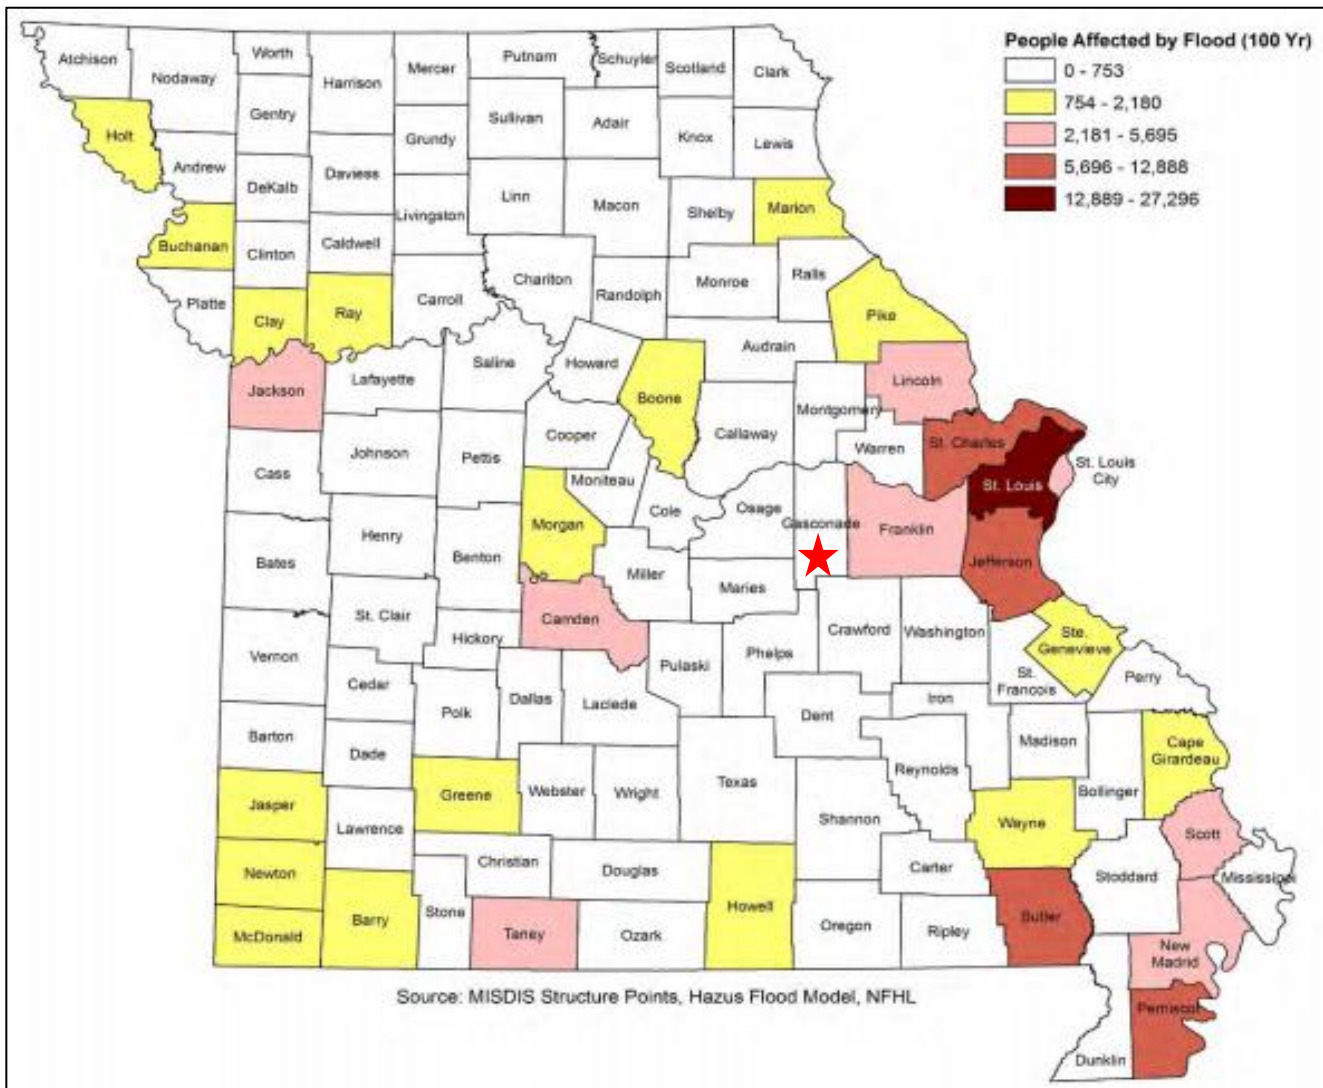 People Affected by Flood (100 Yr)
0 - 753
754 - 2,180
2,181 - 5,695
5,696 - 12,888
12,889 - 27,296
Atchison
Nodaway
Worth
Harrison
Mercer
Putnam
Schuyler
Scotland
Clark
Holt
Gentry
Sullivan
Adair
Knox
Lewis
Andrew
DeKalb
Daviess
Grundy
Linn
Macon
Shelby
Marion
Buchanan
Clinton
Caldwell
Livingston
Chariton
Randolph
Monroe
Ralls
Platte
Clay
Ray
Carroll
Pike
Audrain
Jackson
Lafayette
Saline
Howard
Boone
Callaway
Montgomery
Lincoln
Cass
Johnson
Pettis
Cooper
Moniteau
Cole
Osage
Gasconade
Warren
St. Charles
St. Louis
St. Louis
City
Franklin
Jefferson
Bates
Henry
Benton
Morgan
Miller
Maries
Camden
Vernon
St. Clair
Hickory
Pulaski
Phelps
Crawford
Washington
Ste.
Genevieve
St.
Francois
Perry
Cedar
Polk
Dallas
Laclede
Dent
Iron
Madison
Barton
Dade
Texas
Reynolds
Bollinger
Cape
Girardeau
Jasper
Greene
Webster
Wright
Shannon
Wayne
Scott
Lawrence
Christian
Douglas
Carter
Stoddard
Mississippi
Newton
McDonald
Barry
Stone
Taney
Ozark
Howell
Oregon
Ripley
Butler
New
Madrid
Pemiscot
Dunklin
Source: MISDIS Structure Points, Hazus Flood Model, NFHL